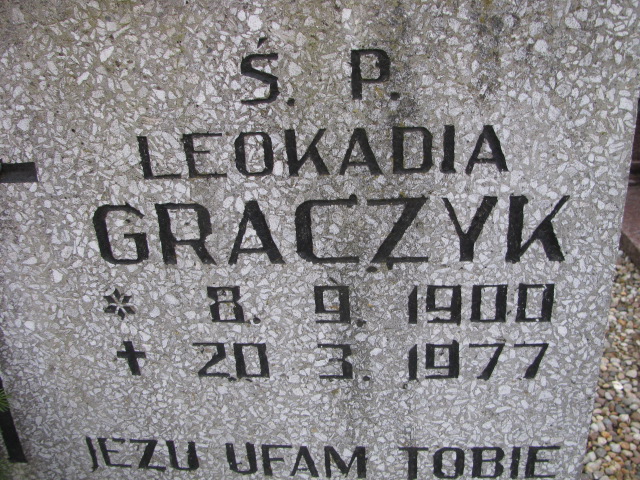 Ś. P.
LEOKADIA
GRACZYK
* 8. 9. 1900
✝ 20. 3. 1977
JEZU UFAM TOBIE